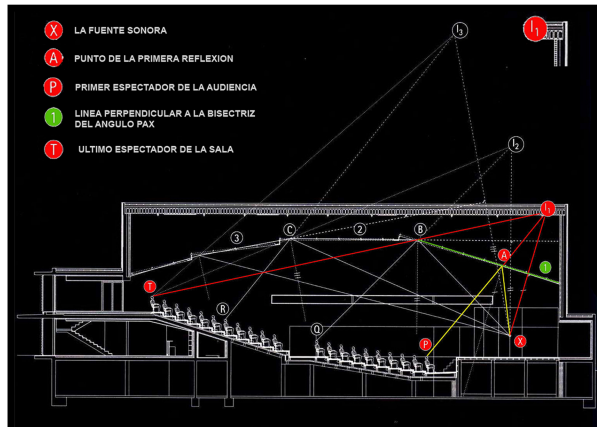 X LA FUENTE SONORA
A PUNTO DE LA PRIMERA REFLEXION
P PRIMER ESPECTADOR DE LA AUDIENCIA
1 LINEA PERPENDICULAR A LA BISECTRIZ
DEL ANGULO PAX
T ULTIMO ESPECTADOR DE LA SALA
I3
I1
I2
I1
3
C
2
B
A
1
T
R
Q
P
X